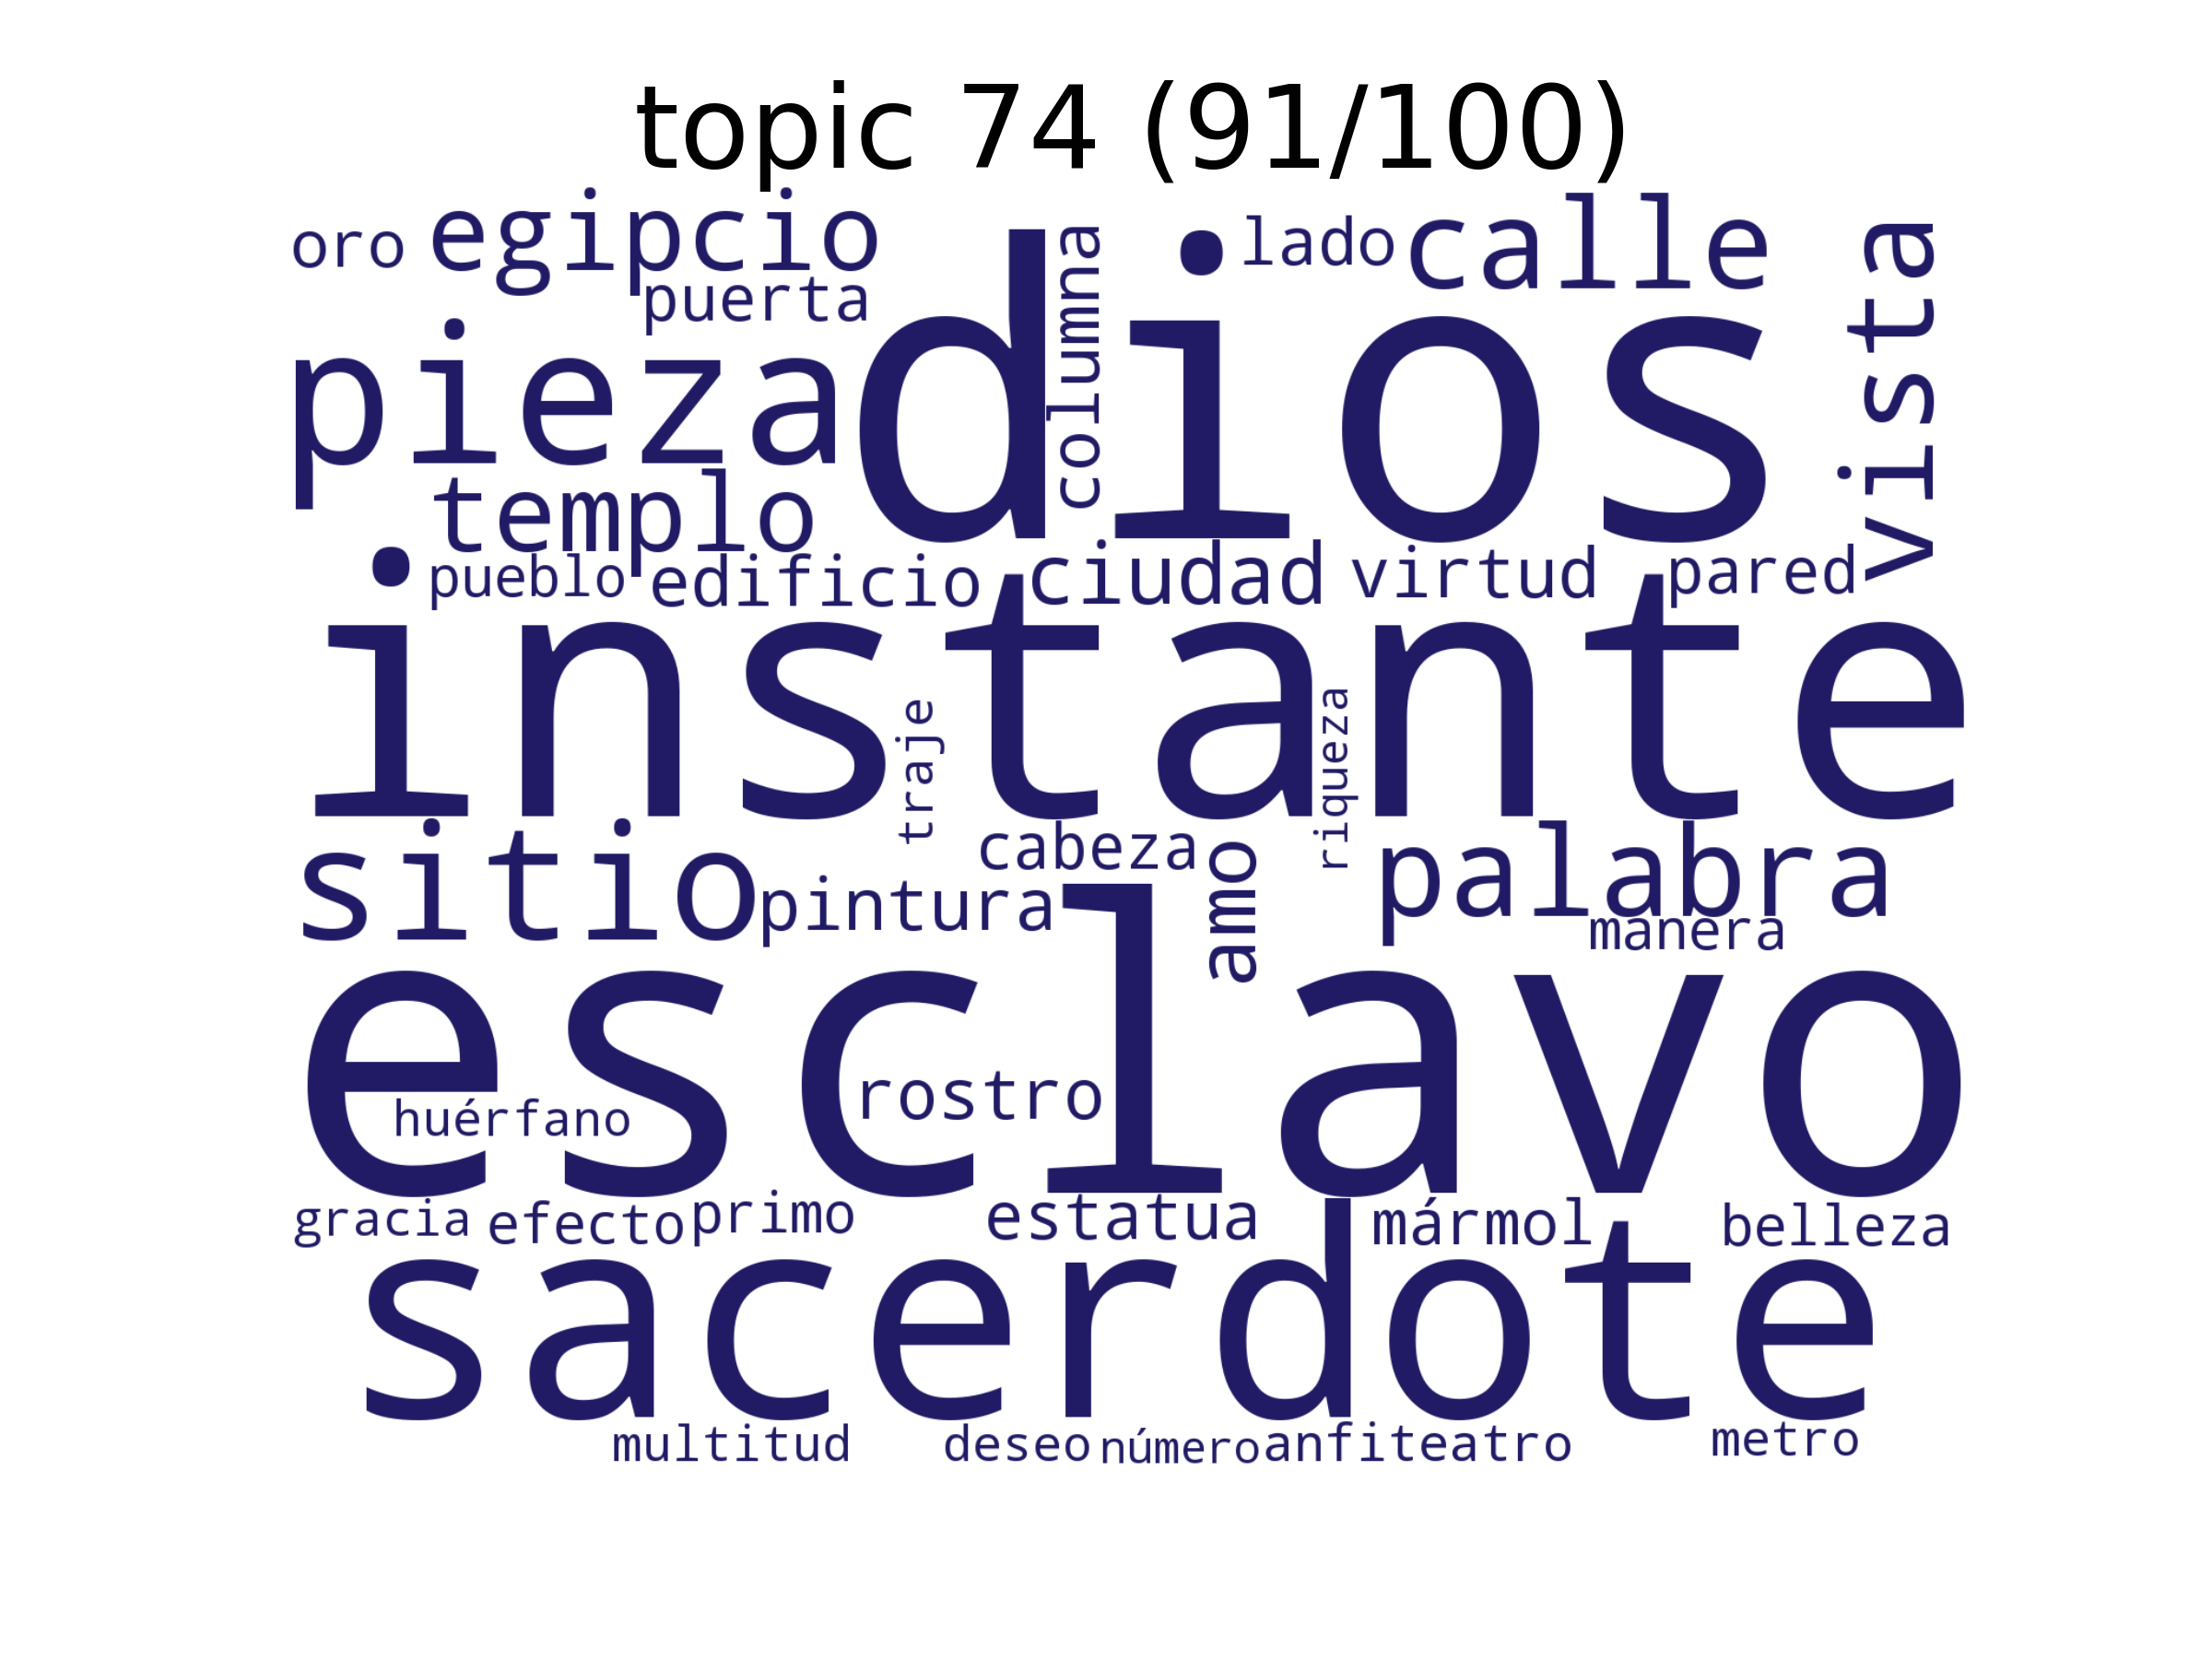 topic 74 (91/100)
oro egipcio columna lado calle vista
puerta
pieza dios
templo
pueblo edificio ciudad virtud pared
instante
traje riqueza
sitio cabeza amo palabra
pintura manera
esclavo
huérfano rostro
gracia efecto primo estatua mármol belleza
sacerdote
multitud deseo número anfiteatro metro